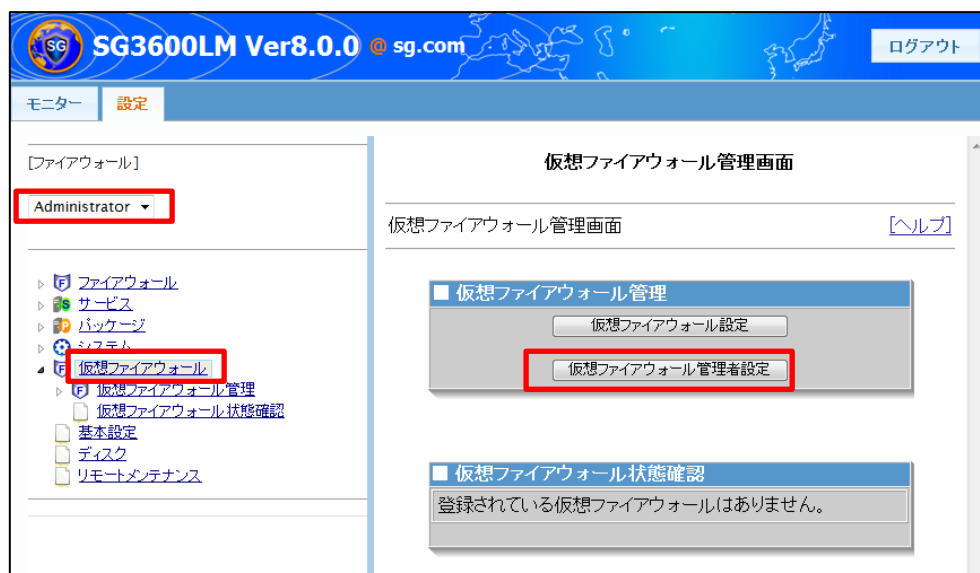 SG SG3600LM Ver8.0.0 @ sg.com
ログアウト
モニター 設定
[ファイアウォール]
Administrator
ファイアウォール
サービス
パッケージ
システム
仮想ファイアウォール
仮想ファイアウォール管理
仮想ファイアウォール状態確認
基本設定
ディスク
リモートメンテナンス
仮想ファイアウォール管理画面
仮想ファイアウォール管理画面 [ヘルプ]
■ 仮想ファイアウォール管理
仮想ファイアウォール設定
仮想ファイアウォール管理者設定
■ 仮想ファイアウォール状態確認
登録されている仮想ファイアウォールはありません。